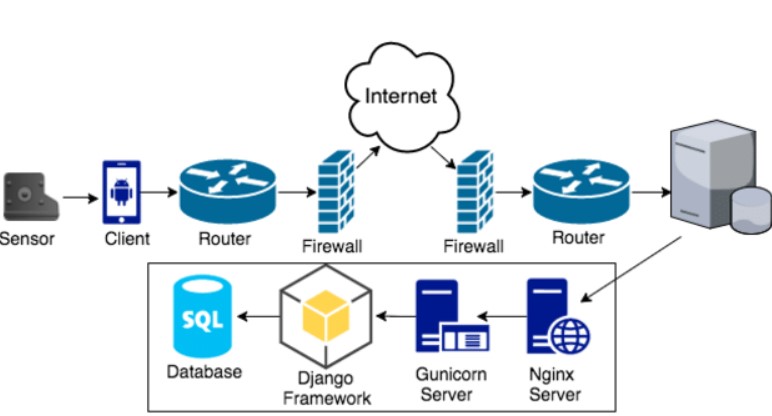 Internet
Sensor
Client
Router
Firewall
Firewall
Router
SQL
Database
Django
Framework
Gunicorn
Server
Nginx
Server